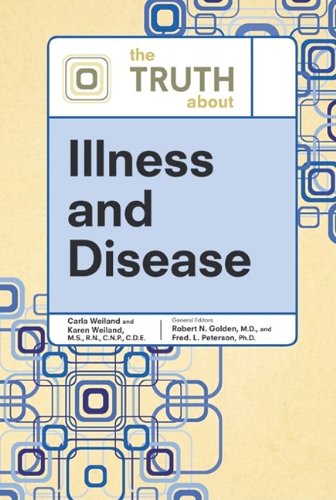 the
TRUTH
about
Illness
and
Disease
Carla Weiland and
Karen Weiland,
M.S., R.N., C.N.P., C.D.E.
General Editors
Robert N. Golden, M.D., and
Fred. L. Peterson, Ph.D.